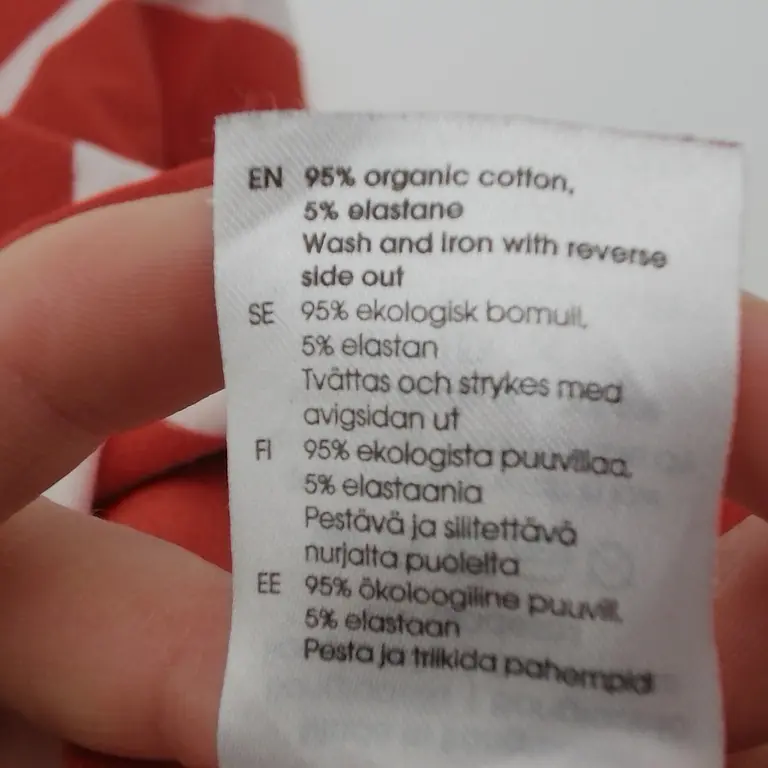 EN 95% organic cotton,
5% elastane
Wash and iron with reverse
side out
SE 95% ekologisk bomull,
5% elastan
Tvättas och strykes med
avigsidan ut
FI 95% ekologista puuvillaa,
5% elastaania
Pestävä ja silitettävä
nurjalta puolelta
EE 95% ökoloogiline puuvill,
5% elastaan
Pesta ja triikida pahempidi